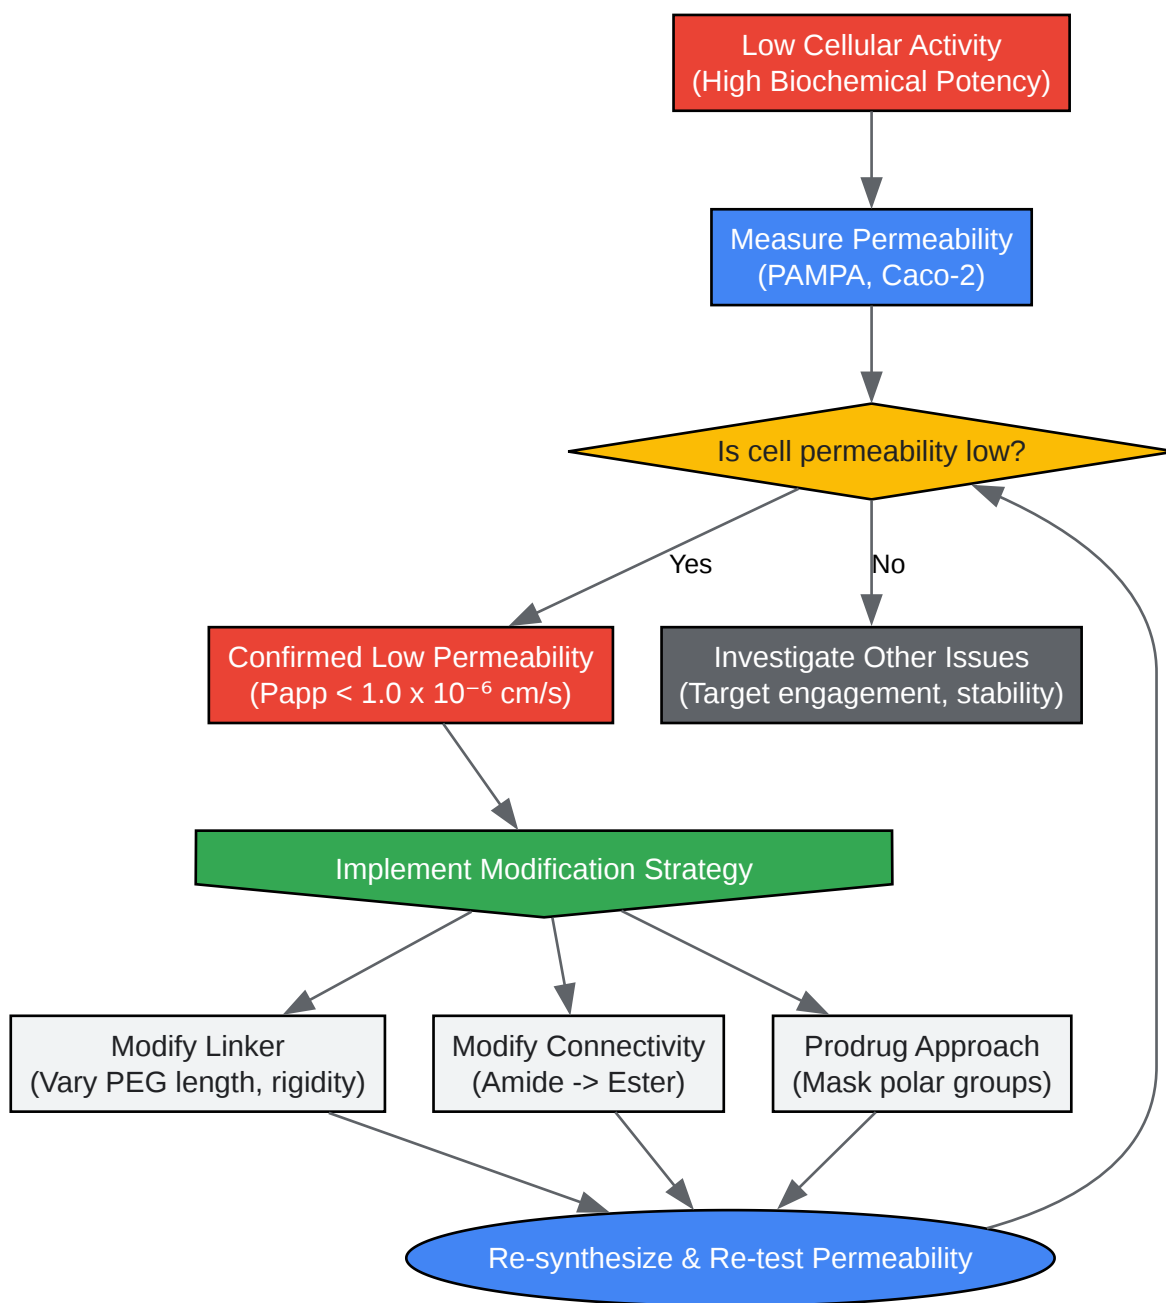 Low Cellular Activity
(High Biochemical Potency)
Measure Permeability
(PAMPA, Caco-2)
Is cell permeability low?
Yes
No
Confirmed Low Permeability
(Papp < 1.0 x 10⁻⁶ cm/s)
Investigate Other Issues
(Target engagement, stability)
Implement Modification Strategy
Modify Linker
(Vary PEG length, rigidity)
Modify Connectivity
(Amide -> Ester)
Prodrug Approach
(Mask polar groups)
Re-synthesize & Re-test Permeability